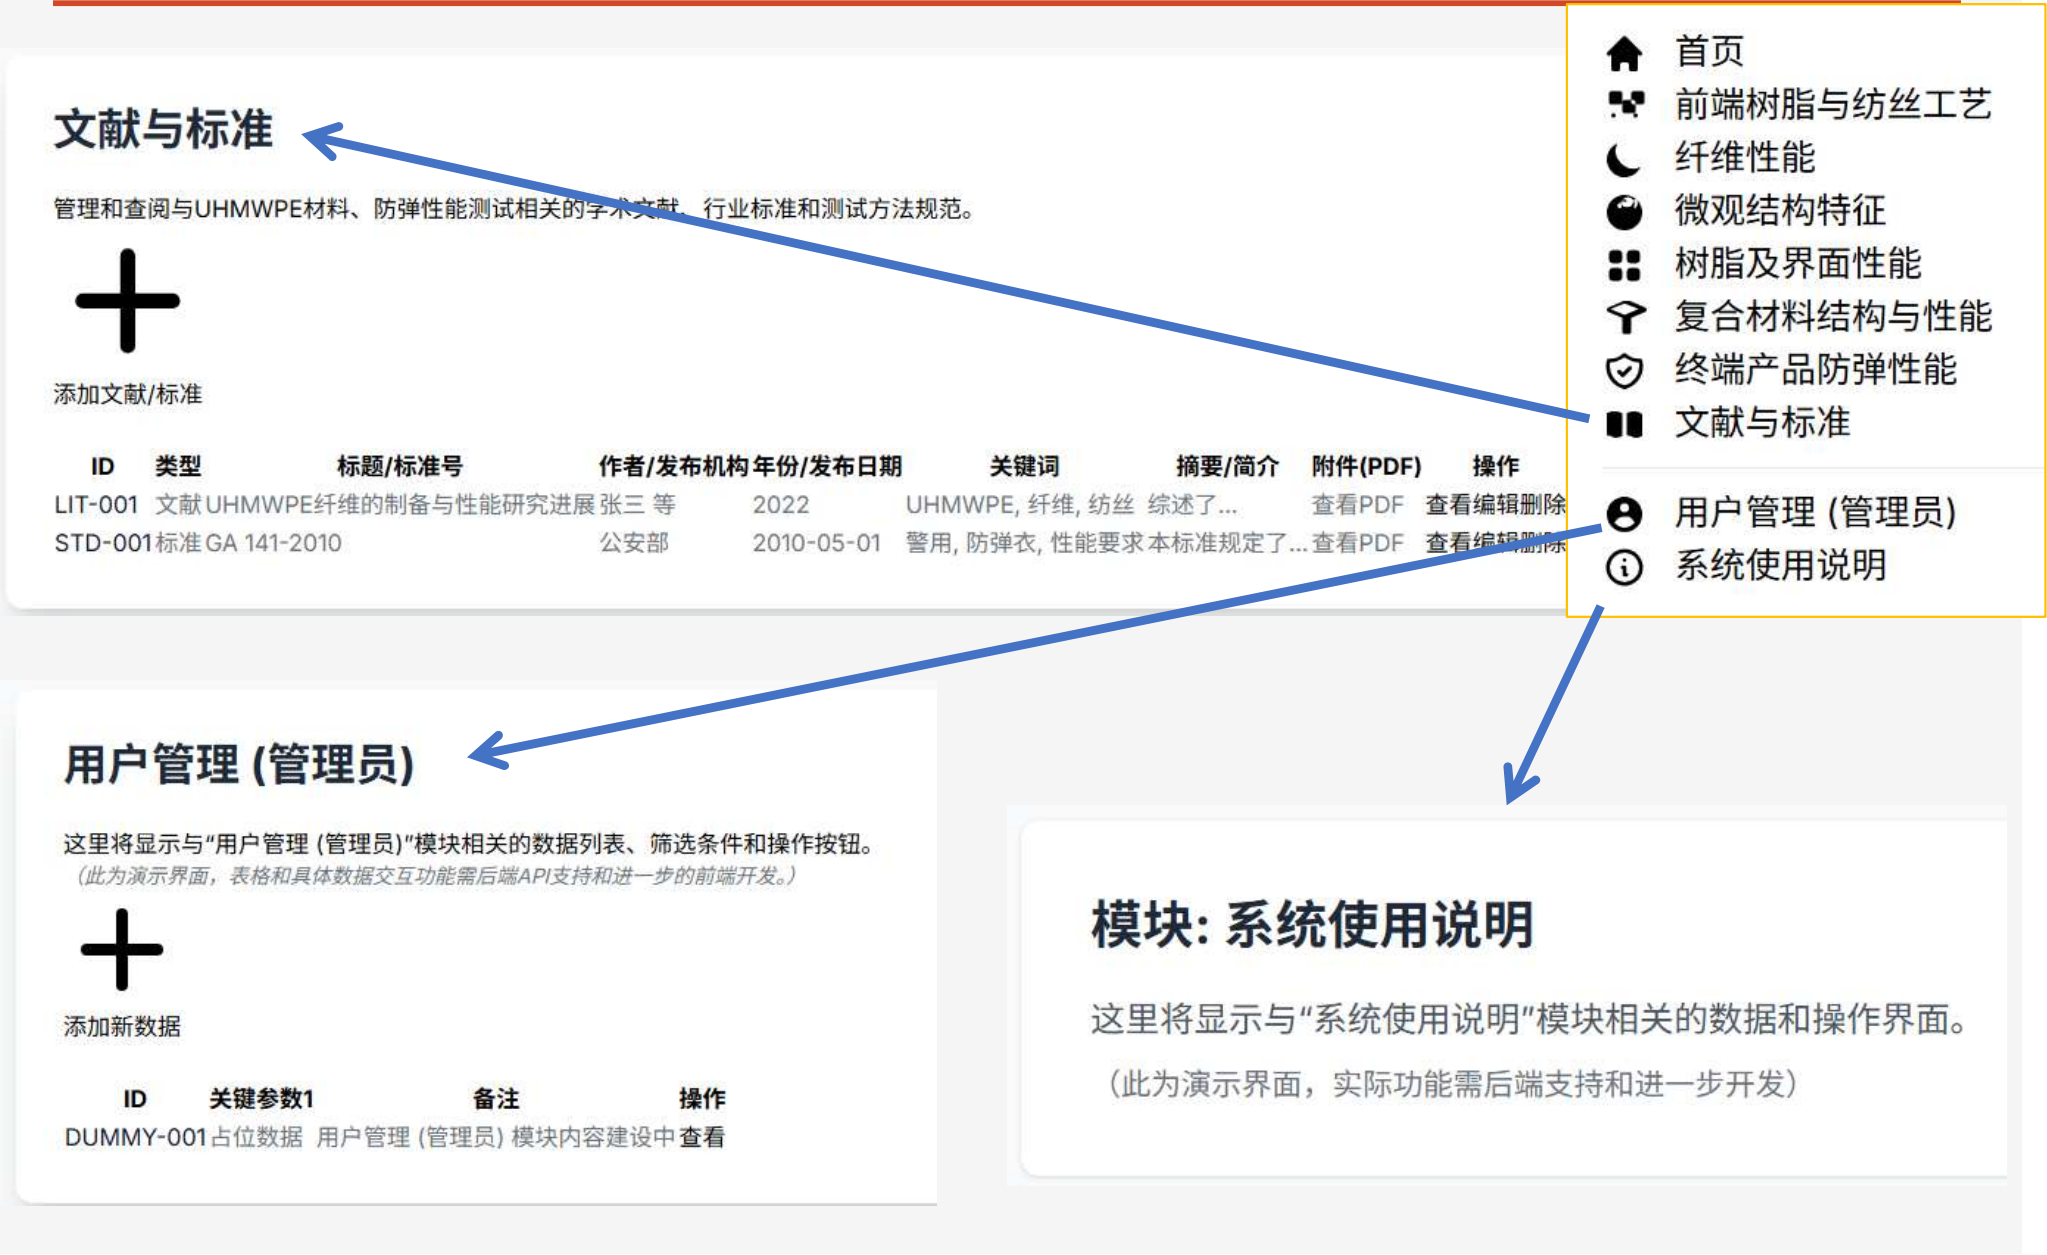 文献与标准
管理和查阅与UHMWPE材料、防弹性能测试相关的学术文献、行业标准和测试方法规范。
添加文献/标准
ID 类型 标题/标准号 作者/发布机构 年份/发布日期 关键词 摘要/简介 附件(PDF) 操作
LIT-001 文献 UHMWPE纤维的制备与性能研究进展 张三 等 2022 UHMWPE, 纤维, 纺丝 综述了... 查看PDF 查看编辑删除
STD-001 标准 GA 141-2010 公安部 2010-05-01 警用, 防弹衣, 性能要求 本标准规定了... 查看PDF 查看编辑删除
首页
前端树脂与纺丝工艺
纤维性能
微观结构特征
树脂及界面性能
复合材料结构与性能
终端产品防弹性能
文献与标准
用户管理 (管理员)
系统使用说明
用户管理 (管理员)
这里将显示与“用户管理 (管理员)”模块相关的数据列表、筛选条件和操作按钮。
（此为演示界面，表格和具体数据交互功能需后端API支持和进一步的前端开发。）
添加新数据
ID 关键参数1 备注 操作
DUMMY-001 占位数据 用户管理 (管理员) 模块内容建设中 查看
模块: 系统使用说明
这里将显示与“系统使用说明”模块相关的数据和操作界面。
（此为演示界面，实际功能需后端支持和进一步开发）